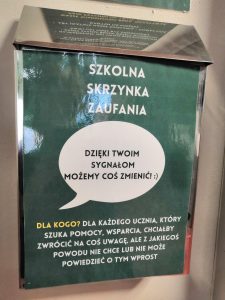 SZKOLNA
SKRZYNKA
ZAUFANIA
DZIĘKI TWOIM
SYGNAŁOM
MOŻEMY COŚ ZMIENIĆ! :)
DLA KOGO? DLA KAŻDEGO UCZNIA, KTÓRY
SZUKA POMOCY, WSPARCIA, CHCIAŁBY
ZWRÓCIĆ NA COŚ UWAGĘ, ALE Z JAKIEGOŚ
POWODU NIE CHCE LUB NIE MOŻE
POWIEDZIEĆ O TYM WPROST